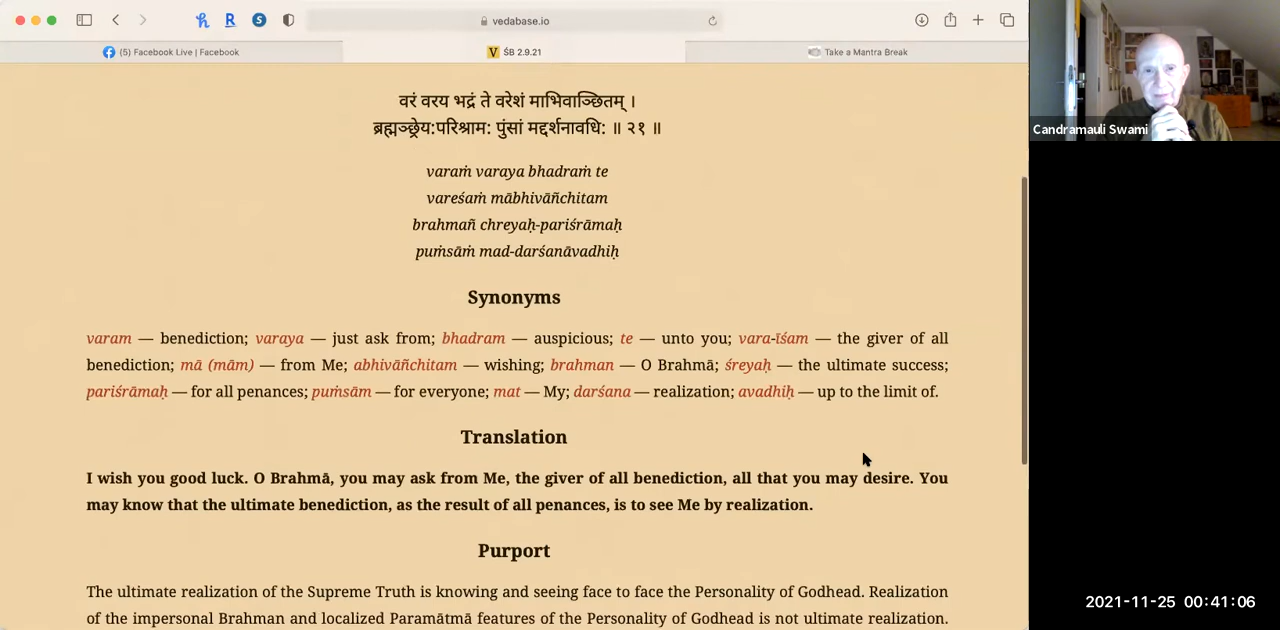 vedabase.io
(5) Facebook Live | Facebook
V ŚB 2.9.21
Take a Mantra Break
वरं वरय भद्रं ते वरेशं माभिवाञ्छितम् ।
ब्रह्मञ्छ्रेय:परिश्राम: पुंसां मद्दर्शनावधि: ॥ २१ ॥
varaṁ varaya bhadraṁ te
vareśaṁ mābhivāñchitam
brahmañ chreyaḥ-pariśrāmaḥ
puṁsāṁ mad-darśanāvadhiḥ
Synonyms
varam — benediction; varaya — just ask from; bhadram — auspicious; te — unto you; vara-īśam — the giver of all
benediction; mā (mām) — from Me; abhivāñchitam — wishing; brahman — O Brahmā; śreyaḥ — the ultimate success;
pariśrāmaḥ — for all penances; puṁsām — for everyone; mat — My; darśana — realization; avadhiḥ — up to the limit of.
Translation
I wish you good luck. O Brahmā, you may ask from Me, the giver of all benediction, all that you may desire. You
may know that the ultimate benediction, as the result of all penances, is to see Me by realization.
Purport
The ultimate realization of the Supreme Truth is knowing and seeing face to face the Personality of Godhead. Realization
of the impersonal Brahman and localized Paramātmā features of the Personality of Godhead is not ultimate realization.
Candramauli Swami
2021-11-25 00:41:06